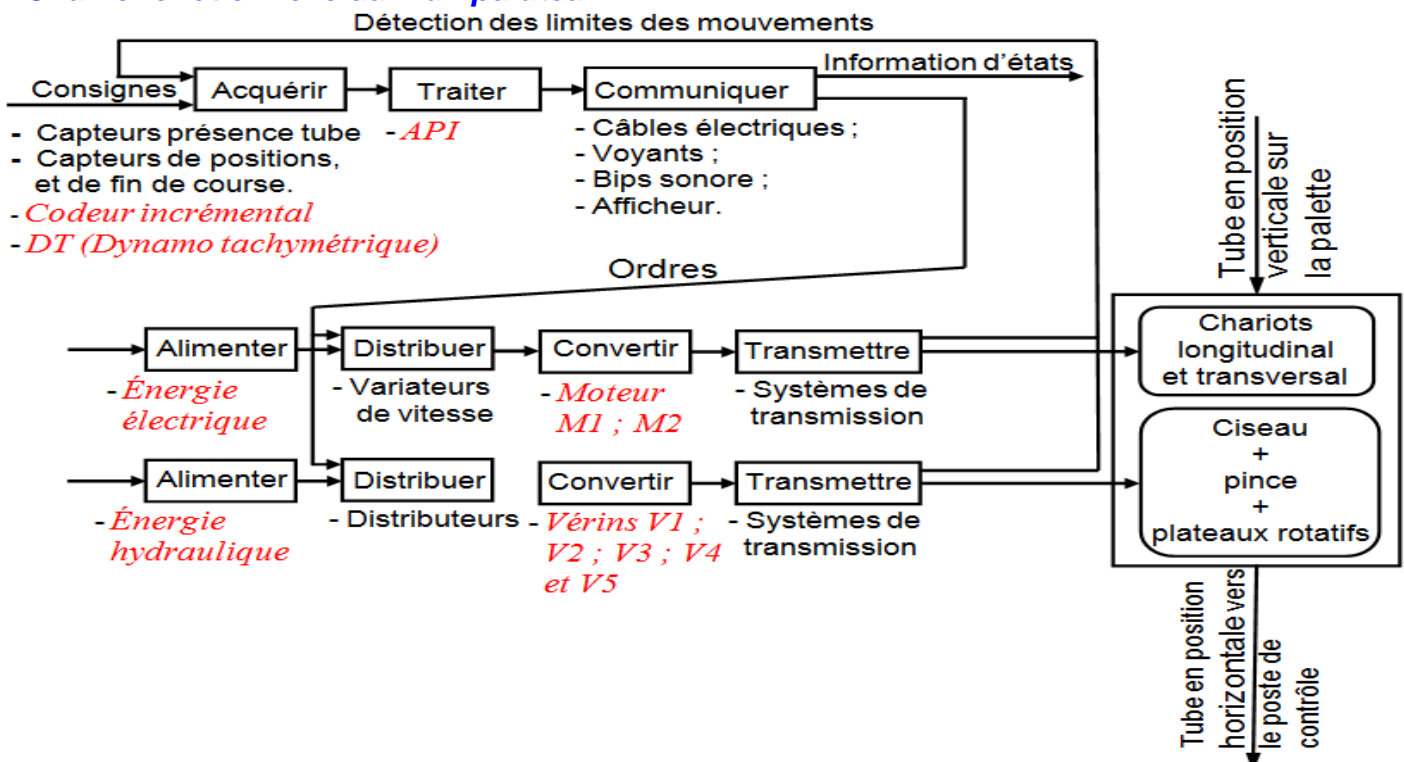 Détection des limites des mouvements
Information d'états
Consignes
Acquérir
Traiter
Communiquer
- Capteurs présence tube
- Capteurs de positions,
et de fin de course.
- Codeur incrémental
- DT (Dynamo tachymétrique)
- API
- Câbles électriques ;
- Voyants ;
- Bips sonore ;
- Afficheur.
Tube en position
verticale sur
la palette
Ordres
Alimenter
Distribuer
Convertir
Transmettre
- Énergie
électrique
- Variateurs
de vitesse
- Moteur
M1 ; M2
- Systèmes de
transmission
Chariots
longitudinal
et transversal
Alimenter
Distribuer
Convertir
Transmettre
- Énergie
hydraulique
- Distributeurs
- Vérins V1 ;
V2 ; V3 ; V4
et V5
- Systèmes de
transmission
Ciseau
+
pince
+
plateaux rotatifs
Tube en position
horizontale vers
le poste de
contrôle